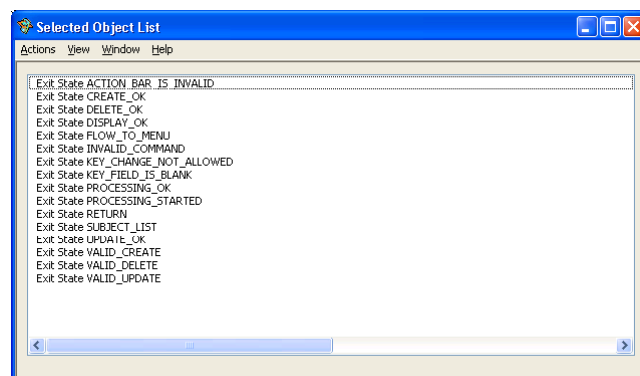 Selected Object List
Actions View Window Help
Exit State ACTION_BAR_IS_INVALID
Exit State CREATE_OK
Exit State DELETE_OK
Exit State DISPLAY_OK
Exit State FLOW_TO_MENU
Exit State INVALID_COMMAND
Exit State KEY_CHANGE_NOT_ALLOWED
Exit State KEY_FIELD_IS_BLANK
Exit State PROCESSING_OK
Exit State PROCESSING_STARTED
Exit State RETURN
Exit State SUBJECT_LIST
Exit State UPDATE_OK
Exit State VALID_CREATE
Exit State VALID_DELETE
Exit State VALID_UPDATE